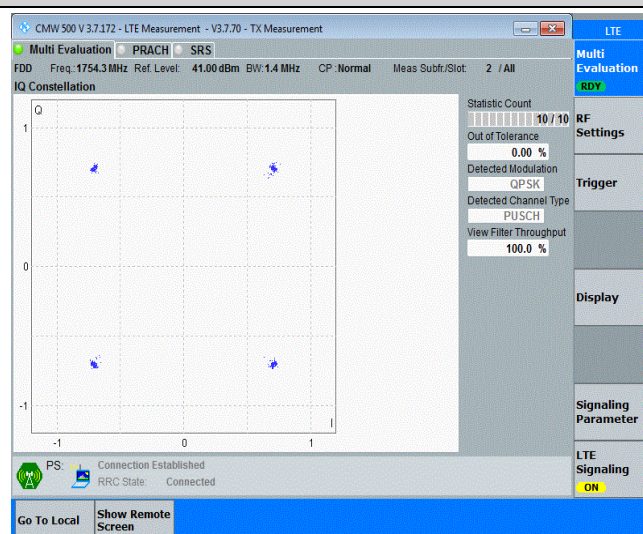 CMW 500 V 3.7.172 - LTE Measurement - V3.7.70 - TX Measurement
Multi Evaluation PRACH SRS
FDD Freq.: 1754.3 MHz Ref. Level: 41.00 dBm BW: 1.4 MHz CP : Normal Meas Subfr./Slot: 2 / All
IQ Constellation
Q
1
0
-1
-1 0 1
I
Statistic Count
10 / 10
Out of Tolerance
0.00 %
Detected Modulation
QPSK
Detected Channel Type
PUSCH
View Filter Throughput
100.0 %
PS: Connection Established
RRC State: Connected
Go To Local
Show Remote
Screen
LTE
Multi
Evaluation
RDY
RF
Settings
Trigger
Display
Signaling
Parameter
LTE
Signaling
ON